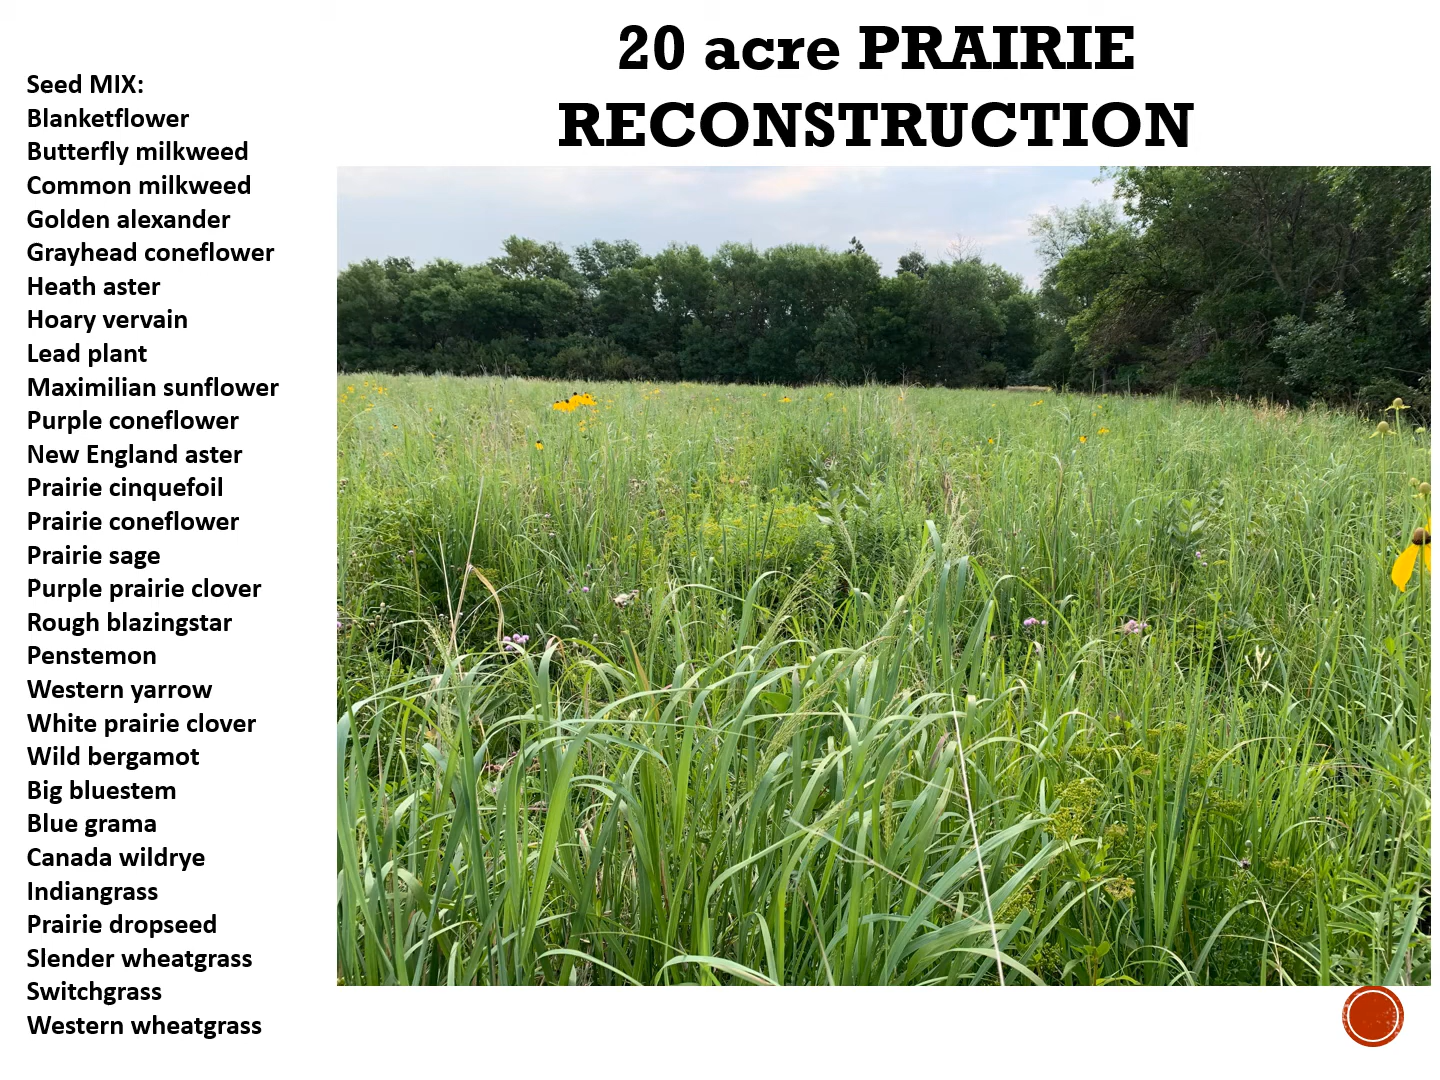 20 acre PRAIRIE
RECONSTRUCTION
Seed MIX:
Blanketflower
Butterfly milkweed
Common milkweed
Golden alexander
Grayhead coneflower
Heath aster
Hoary vervain
Lead plant
Maximilian sunflower
Purple coneflower
New England aster
Prairie cinquefoil
Prairie coneflower
Prairie sage
Purple prairie clover
Rough blazingstar
Penstemon
Western yarrow
White prairie clover
Wild bergamot
Big bluestem
Blue grama
Canada wildrye
Indiangrass
Prairie dropseed
Slender wheatgrass
Switchgrass
Western wheatgrass